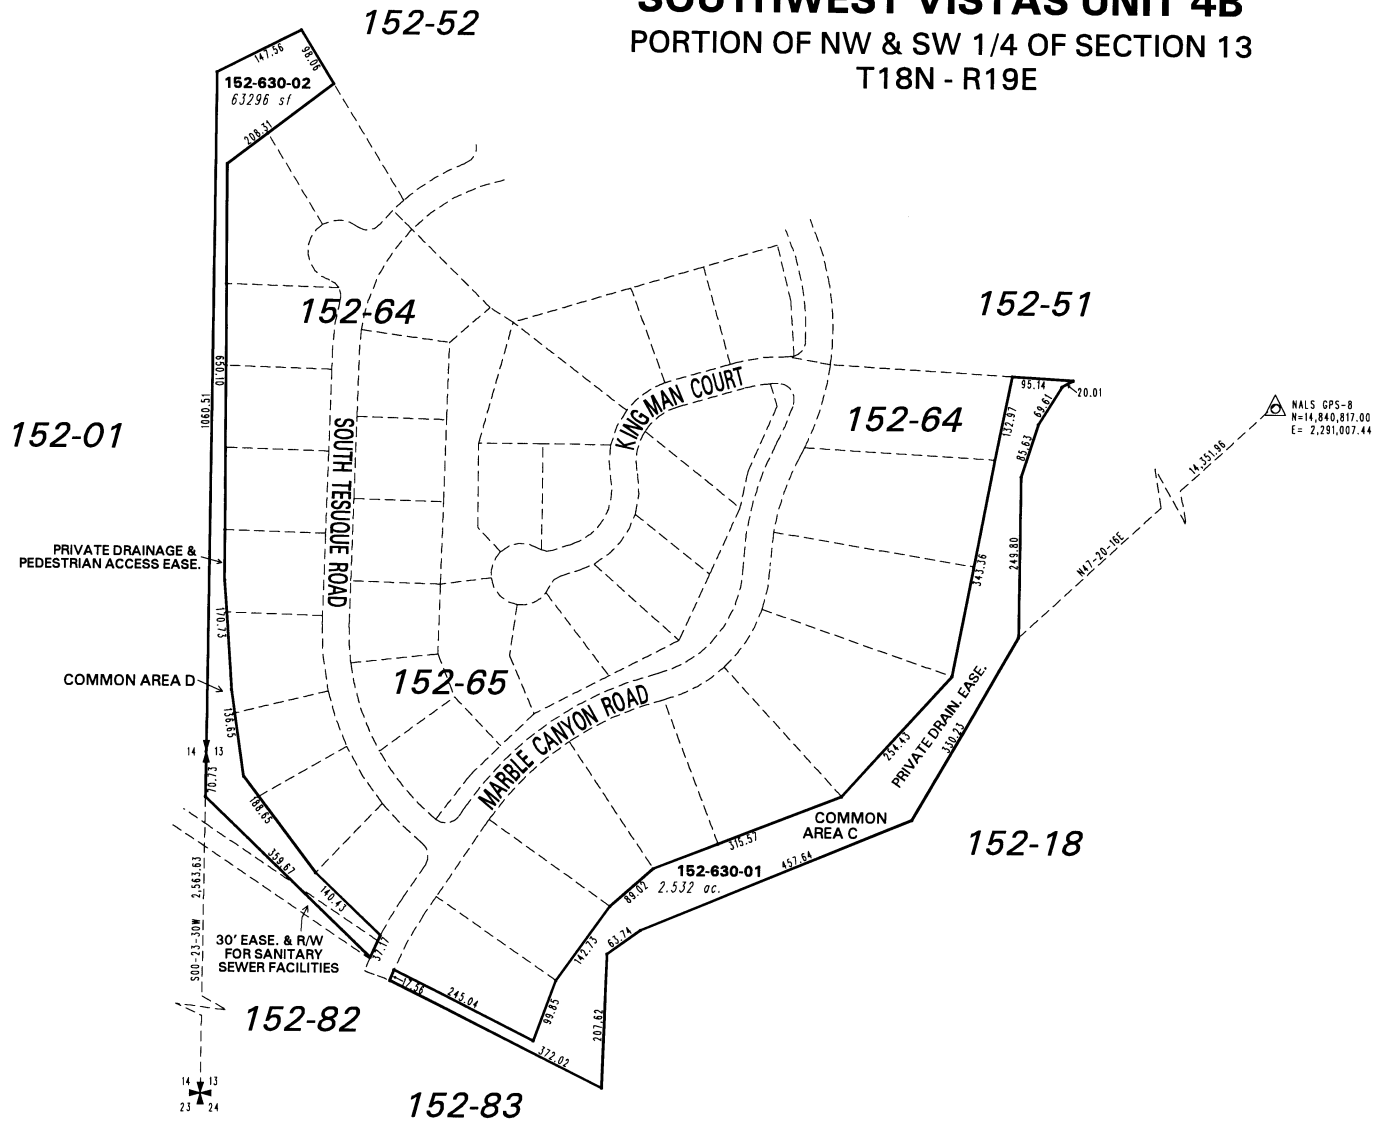 SOUTHWEST VISTAS UNIT 4B
PORTION OF NW & SW 1/4 OF SECTION 13
T18N - R19E
152-52
147.56
98.06
152-630-02
63296 sf
208.31
152-64
152-51
650.10
1060.51
152-01
SOUTH TESUQUE ROAD
KINGMAN COURT
152-64
95.14
20.01
69.61
132.97
85.63
NALS GPS-8
N=14,840,817.00
E= 2,291,007.44
14,351.96
N47-20-16E
249.80
343.36
PRIVATE DRAINAGE &
PEDESTRIAN ACCESS EASE.
170.73
COMMON AREA D
136.65
152-65
MARBLE CANYON ROAD
PRIVATE DRAIN. EASE.
254.43
330.23
14 13
70.73
188.65
359.67
140.43
2,563.63
S00-23-30W
COMMON
AREA C
315.57
457.64
152-18
152-630-01
2.532 ac.
89.02
63.74
142.73
30' EASE. & R/W
FOR SANITARY
SEWER FACILITIES
37.17
17.56
245.04
99.85
207.62
372.02
152-82
14 13
23 24
152-83